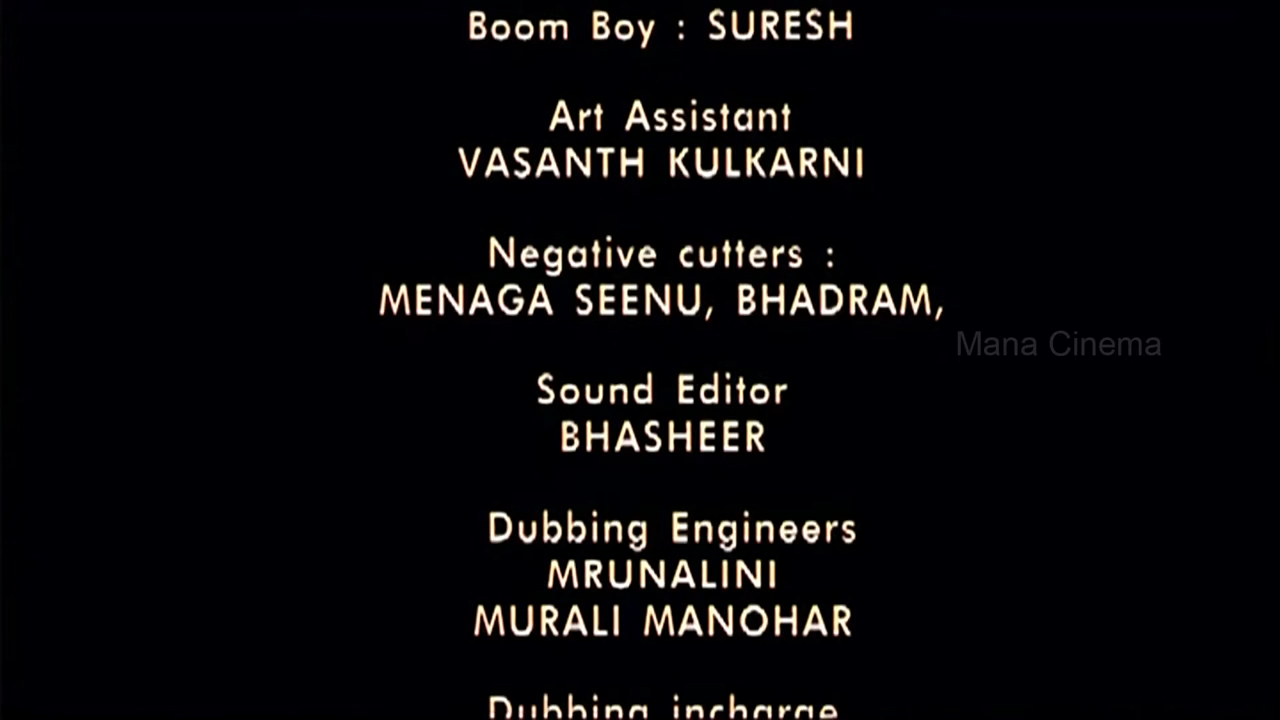 Boom Boy : SURESH
Art Assistant
VASANTH KULKARNI
Negative cutters :
MENAGA SEENU, BHADRAM,
Mana Cinema
Sound Editor
BHASHEER
Dubbing Engineers
MRUNALINI
MURALI MANOHAR
Dubbing incharge